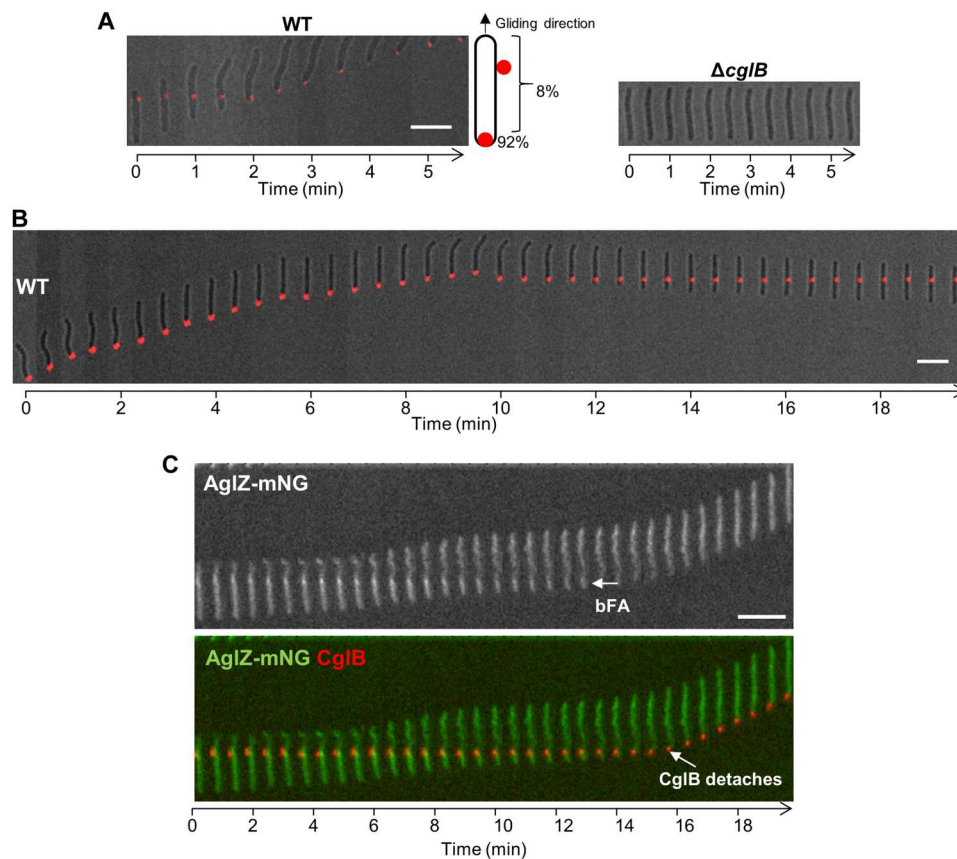 A
WT
Gliding direction
8%
92%
ΔcglB
0 1 2 3 4 5
Time (min)
0 1 2 3 4 5
Time (min)
B
WT
0 2 4 6 8 10 12 14 16 18
Time (min)
C
AglZ-mNG
bFA
AglZ-mNG CglB
CglB detaches
0 2 4 6 8 10 12 14 16 18
Time (min)